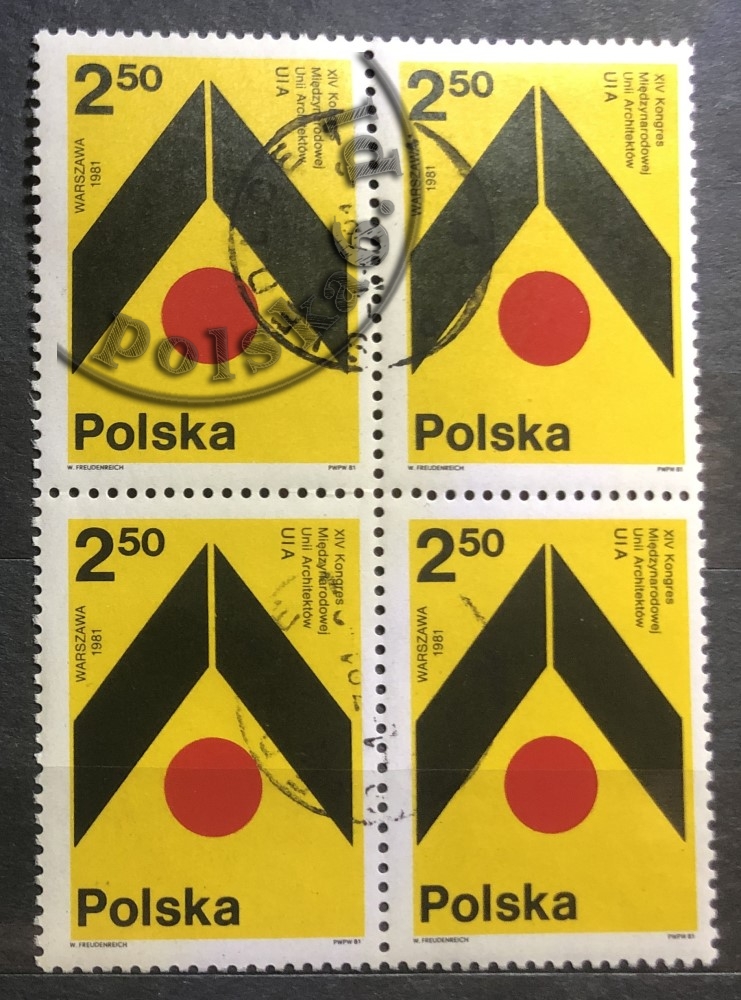 2 50
WARSZAWA
1981
XIV Kongres
Międzynarodowej
Unii Architektów
UIA
Polska
W. FREUDENREICH
PWPW 81
2 50
WARSZAWA
1981
XIV Kongres
Międzynarodowej
Unii Architektów
UIA
Polska
W. FREUDENREICH
PWPW 81
polskas.pl
2 50
WARSZAWA
1981
XIV Kongres
Międzynarodowej
Unii Architektów
UIA
Polska
W. FREUDENREICH
PWPW 81
2 50
WARSZAWA
1981
XIV Kongres
Międzynarodowej
Unii Architektów
UIA
Polska
W. FREUDENREICH
PWPW 81